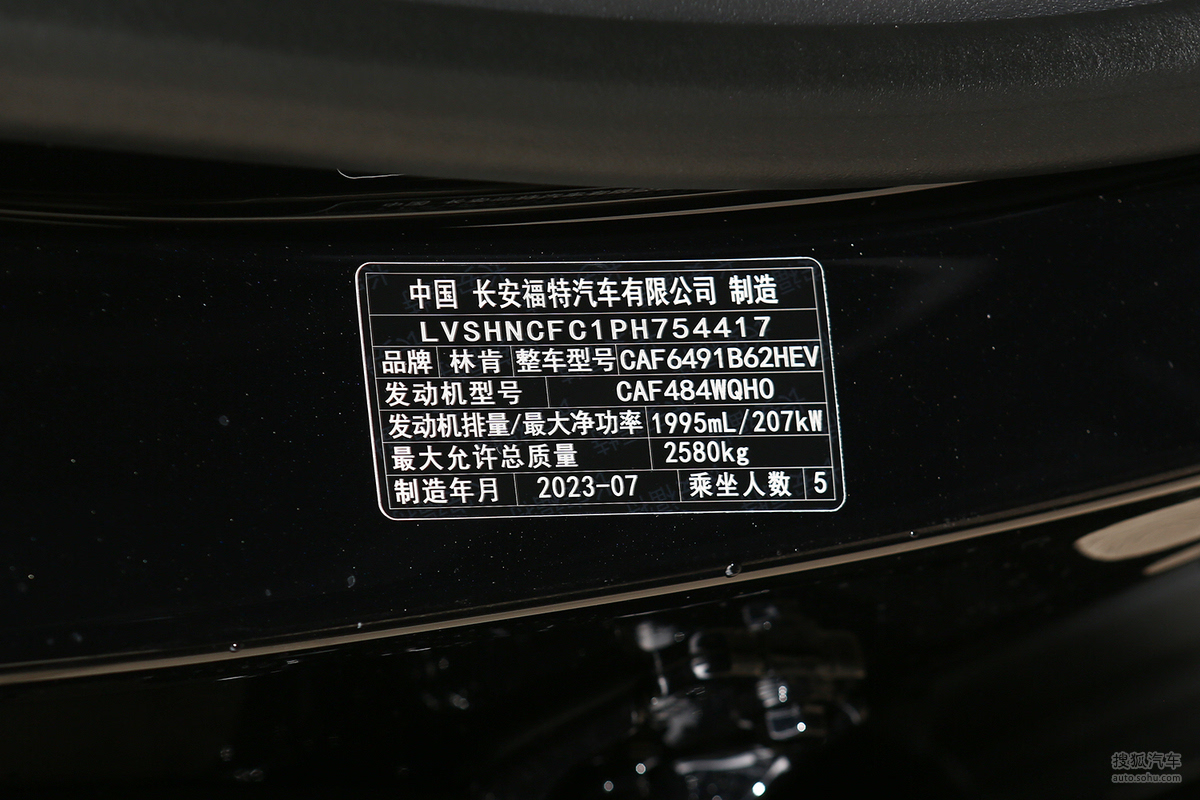 中国 长安福特汽车有限公司 制造
LVSHNCFC1PH754417
品牌 林肯 整车型号 CAF6491B62HEV
发动机型号 CAF484WQH0
发动机排量/最大净功率 1995mL/207kW
最大允许总质量 2580kg
制造年月 2023-07 乘坐人数 5
搜狐汽车
auto.sohu.com